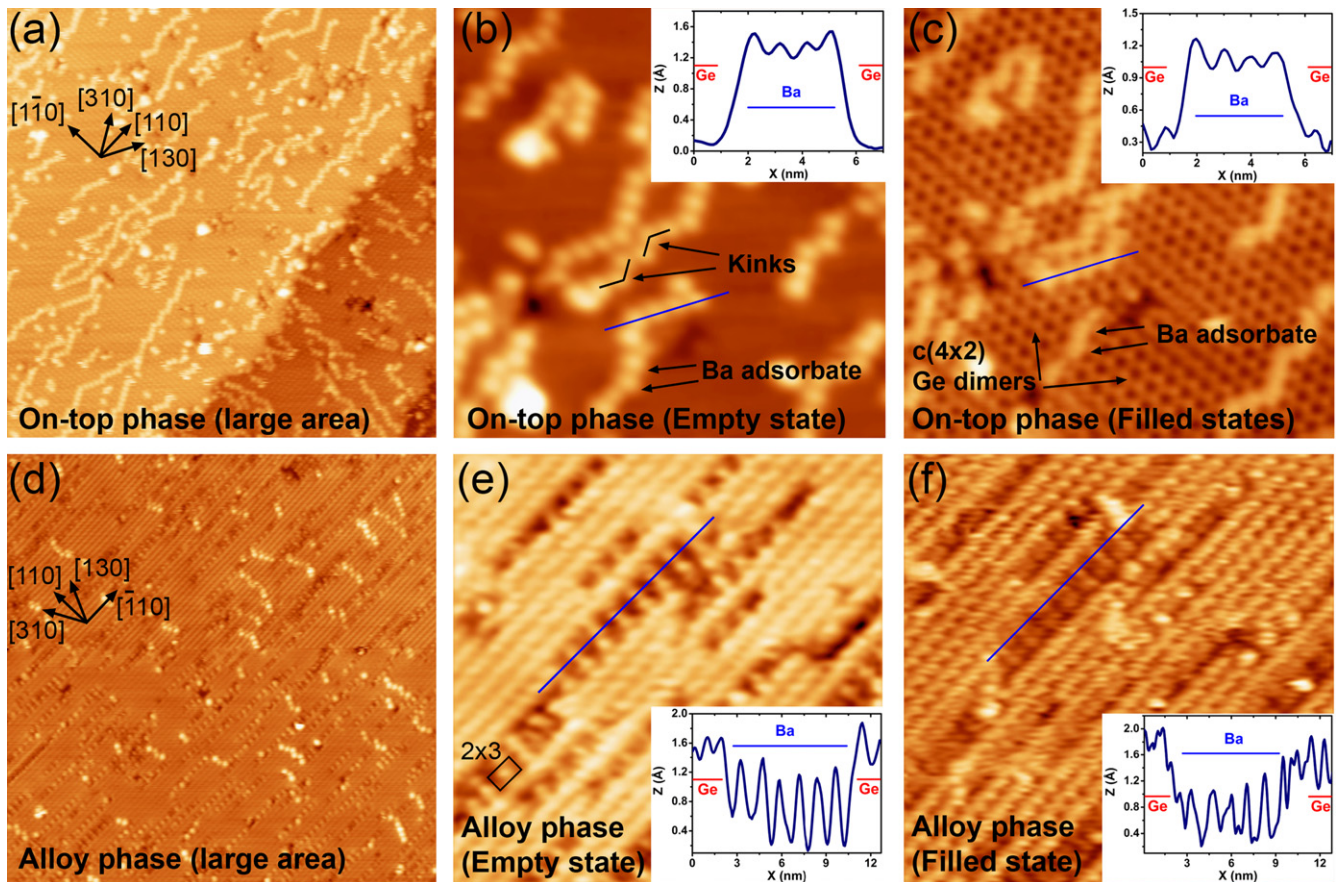 (a)
[11̄0]
[310]
[110]
[130]
On-top phase (large area)
(b)
1.6
1.2
0.8
0.4
0.0
Z (Å)
Ge
Ba
Ge
0
2
4
6
X (nm)
Kinks
Ba adsorbate
On-top phase (Empty state)
(c)
1.5
1.2
0.9
0.6
0.3
Z (Å)
Ge
Ba
Ge
0
2
4
6
X (nm)
Ba adsorbate
c(4x2)
Ge dimers
On-top phase (Filled states)
(d)
[110]
[130]
[1̄10]
[310]
Alloy phase (large area)
(e)
2x3
2.0
1.6
1.2
0.8
0.4
Z (Å)
Ba
Ge
Ge
0
3
6
9
12
X (nm)
Alloy phase
(Empty state)
(f)
2.0
1.6
1.2
0.8
0.4
Z (Å)
Ba
Ge
Ge
3
6
9
12
X (nm)
Alloy phase
(Filled state)